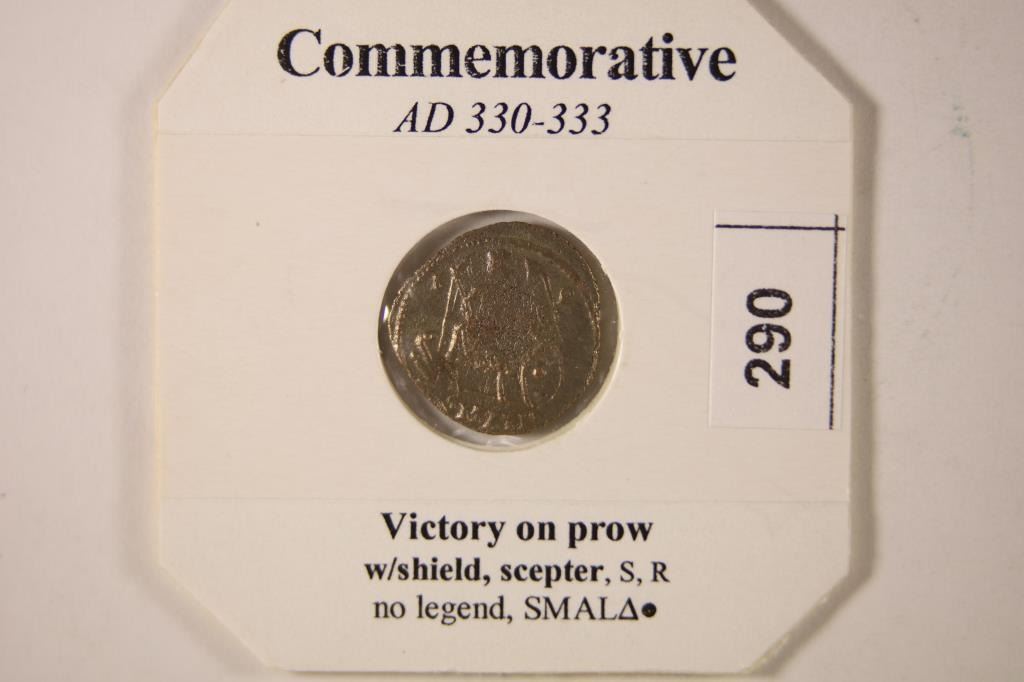 Commemorative
AD 330-333
290
Victory on prow
w/shield, scepter, S, R
no legend, SMALΔ●